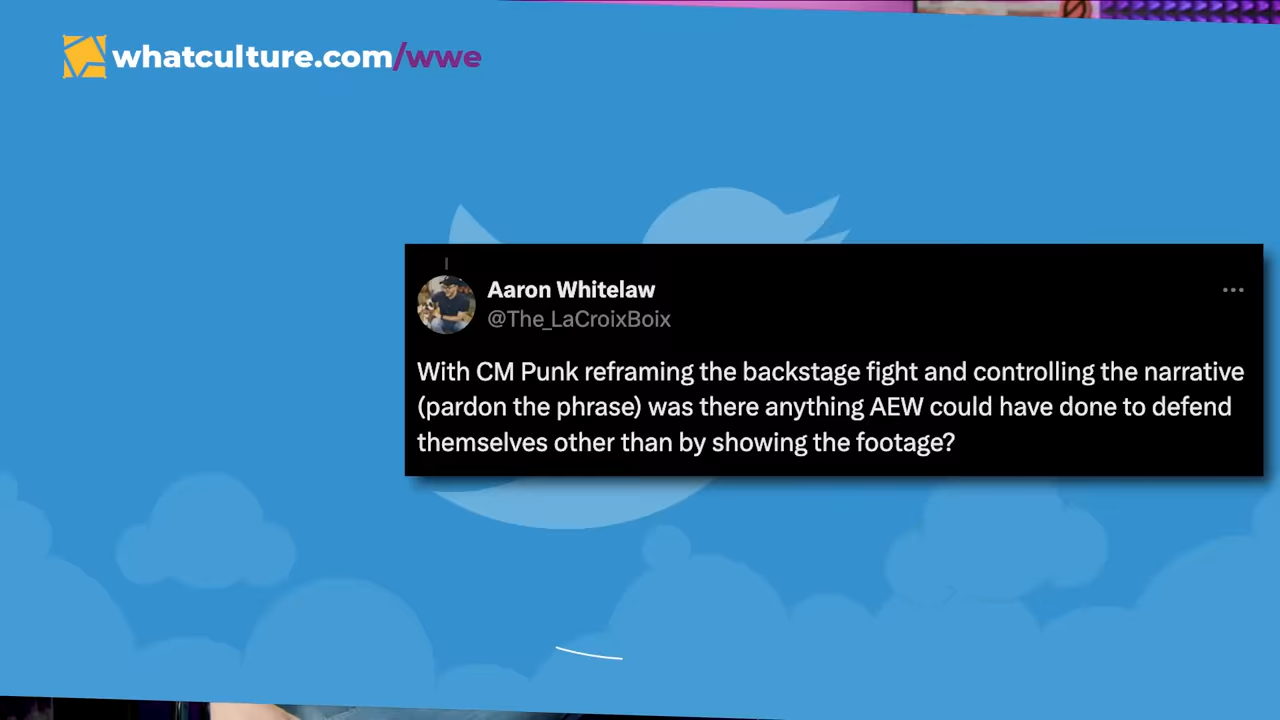 whatculture.com/wwe
Aaron Whitelaw
@The_LaCroixBoix
With CM Punk reframing the backstage fight and controlling the narrative
(pardon the phrase) was there anything AEW could have done to defend
themselves other than by showing the footage?